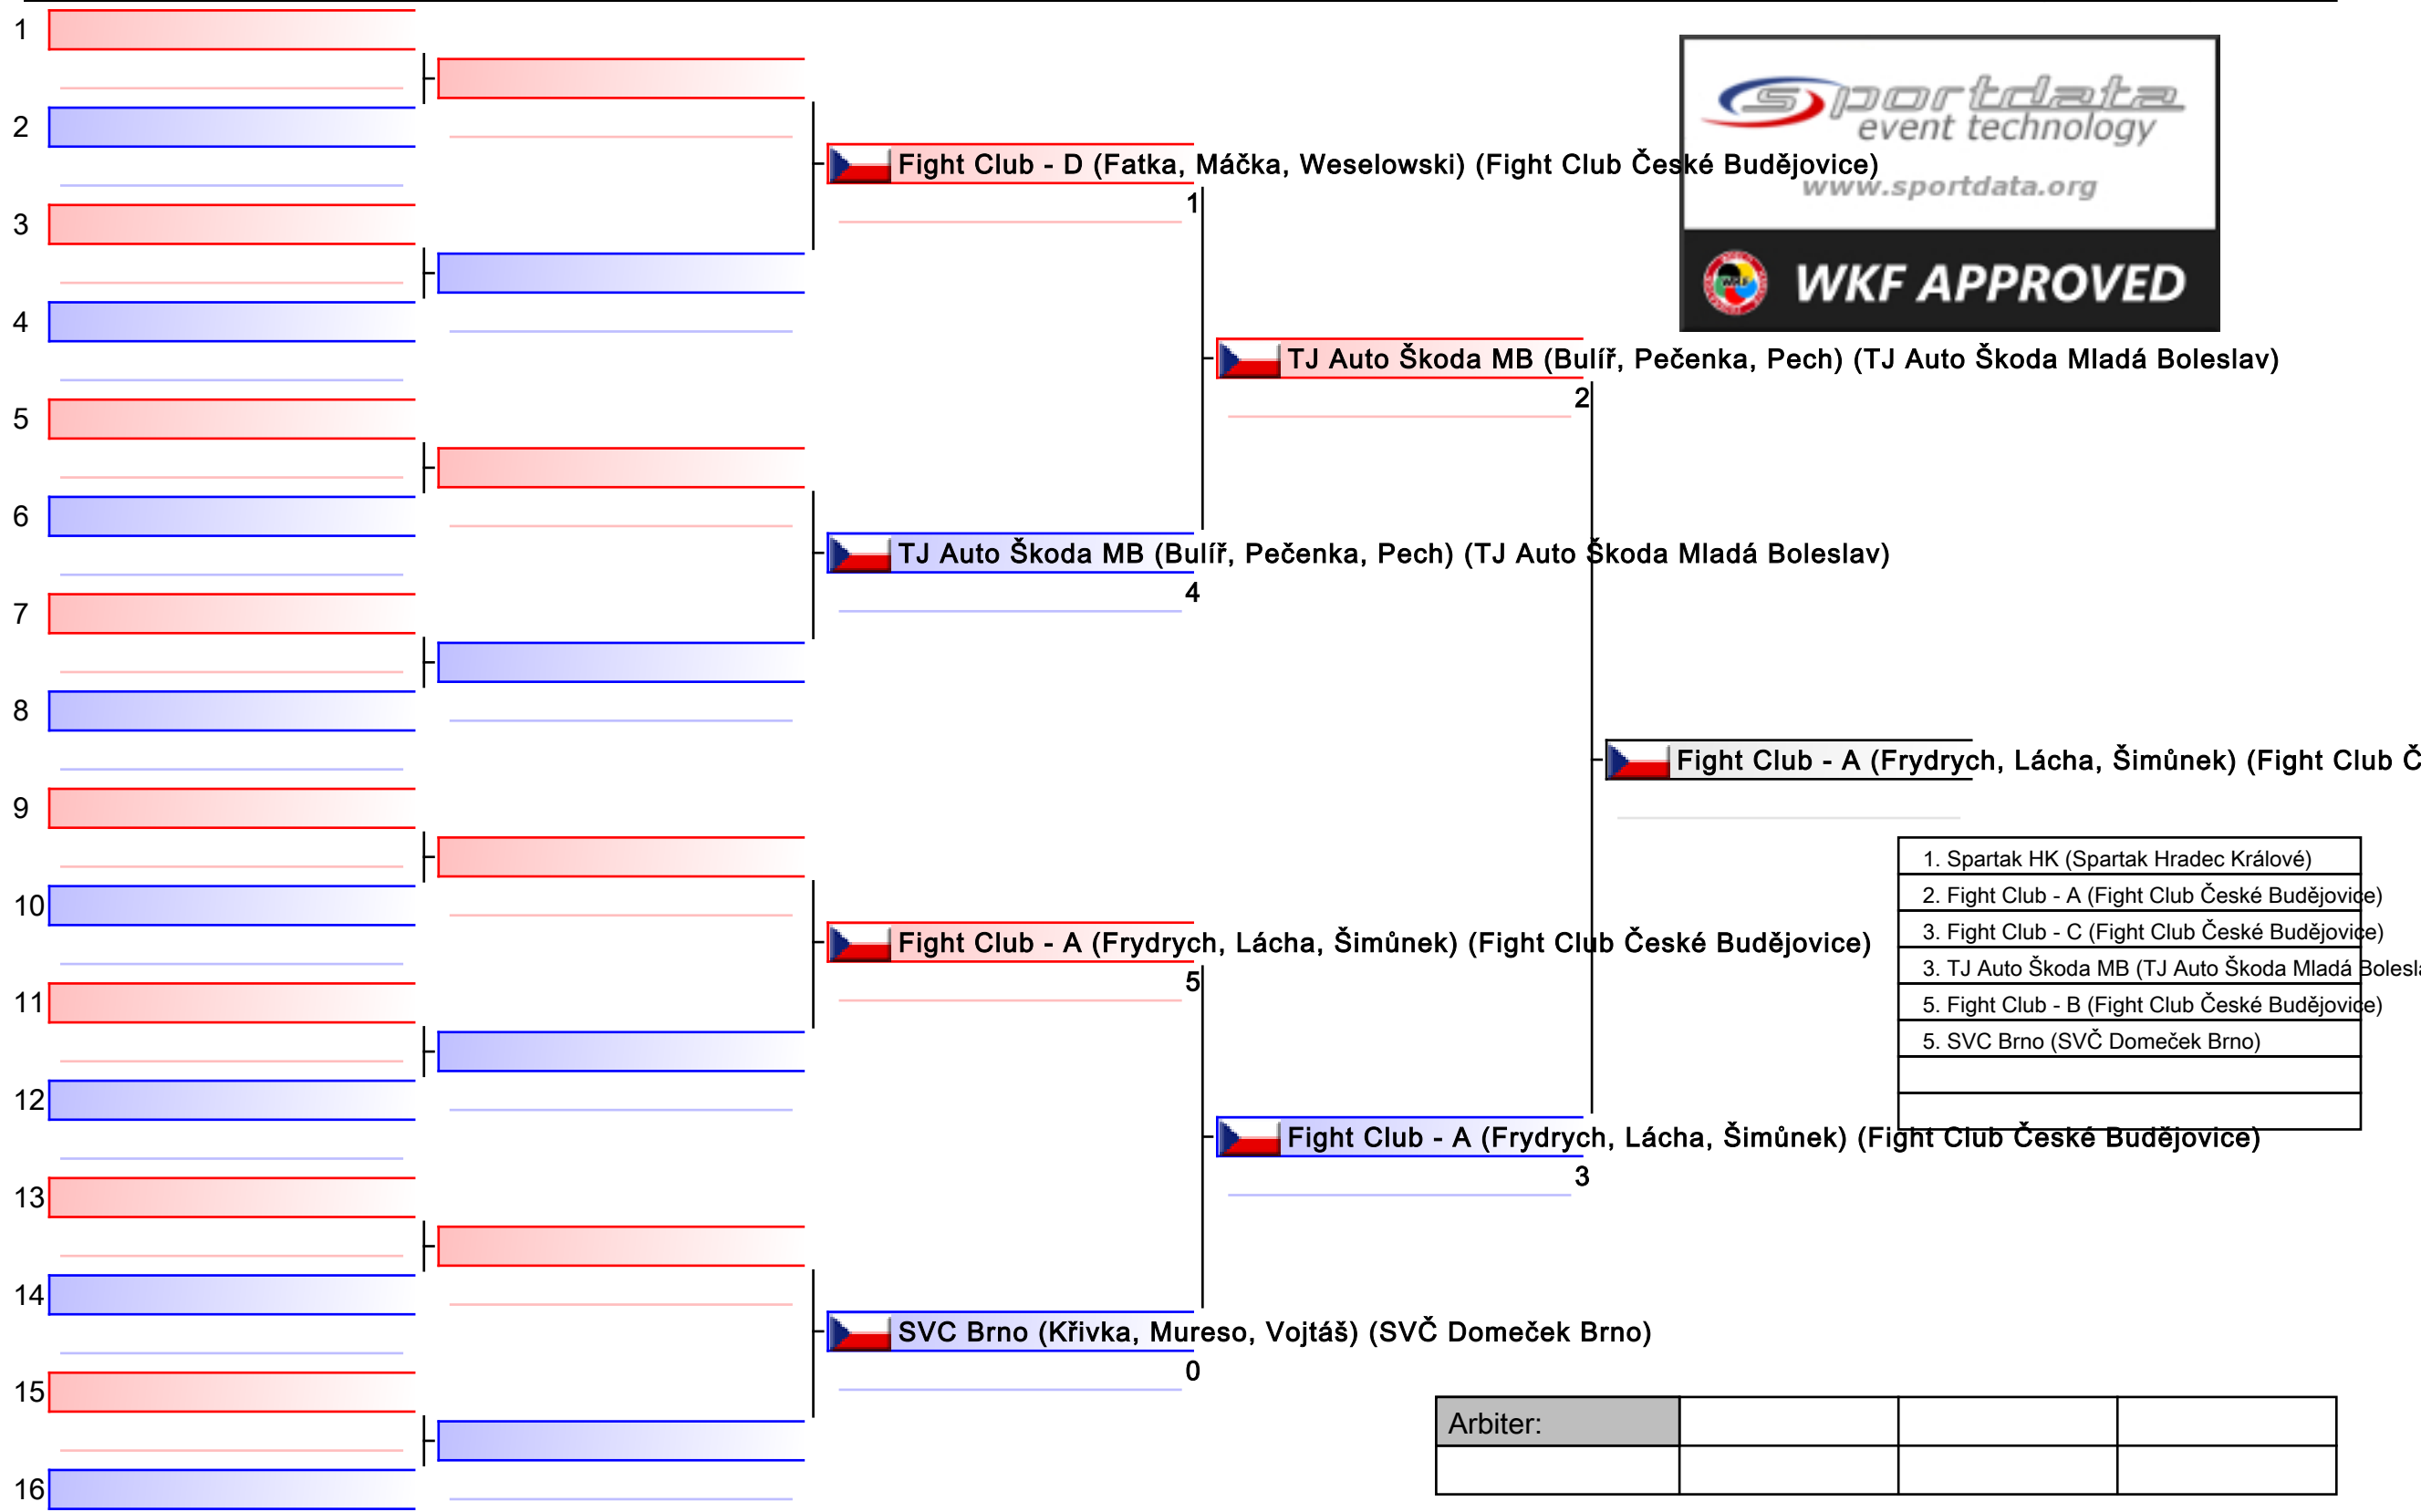 1
2
3
4
5
6
7
8
9
10
11
12
13
14
15
16
Fight Club - D (Fatka, Máčka, Weselowski) (Fight Club České Budějovice)
1
TJ Auto Škoda MB (Bulíř, Pečenka, Pech) (TJ Auto Škoda Mladá Boleslav)
4
Fight Club - A (Frydrych, Lácha, Šimůnek) (Fight Club České Budějovice)
5
SVC Brno (Křivka, Mureso, Vojtáš) (SVČ Domeček Brno)
0
TJ Auto Škoda MB (Bulíř, Pečenka, Pech) (TJ Auto Škoda Mladá Boleslav)
2
Fight Club - A (Frydrych, Lácha, Šimůnek) (Fight Club České Budějovice)
3
Fight Club - A (Frydrych, Lácha, Šimůnek) (Fight Club Č
sportdata
event technology
www.sportdata.org
WKF
WKF APPROVED
1. Spartak HK (Spartak Hradec Králové)
2. Fight Club - A (Fight Club České Budějovice)
3. Fight Club - C (Fight Club České Budějovice)
3. TJ Auto Škoda MB (TJ Auto Škoda Mladá Bolesla
5. Fight Club - B (Fight Club České Budějovice)
5. SVC Brno (SVČ Domeček Brno)
Arbiter: